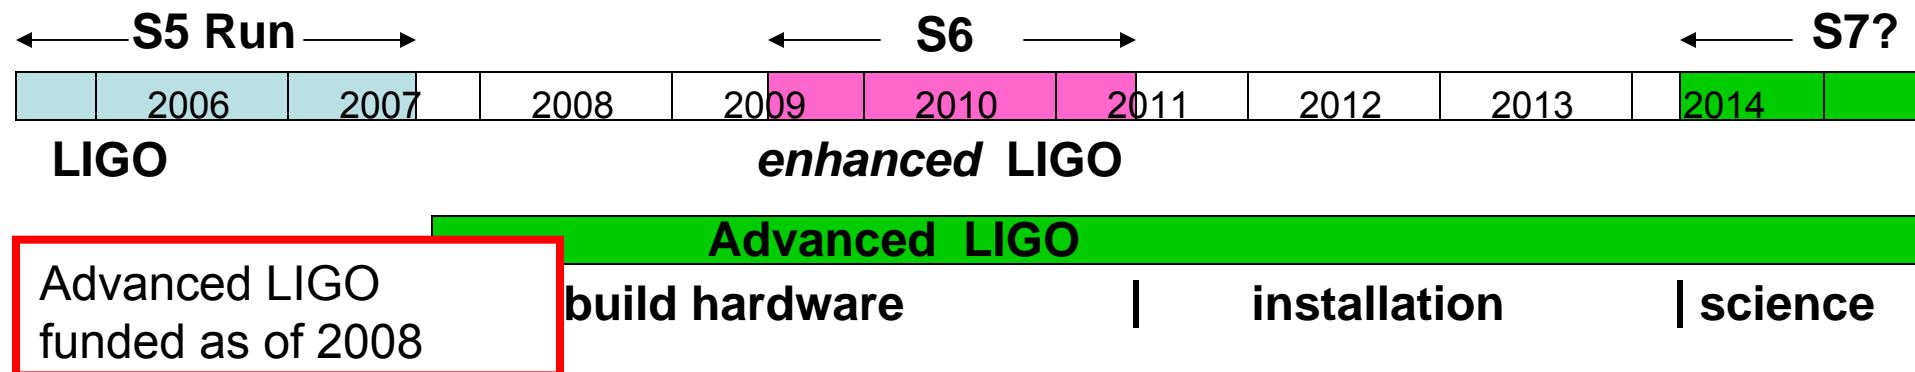 S5 Run S6 S7?
2006 2007 2008 2009 2010 2011 2012 2013 2014
LIGO enhanced LIGO
Advanced LIGO
Advanced LIGO
funded as of 2008
build hardware | installation | science